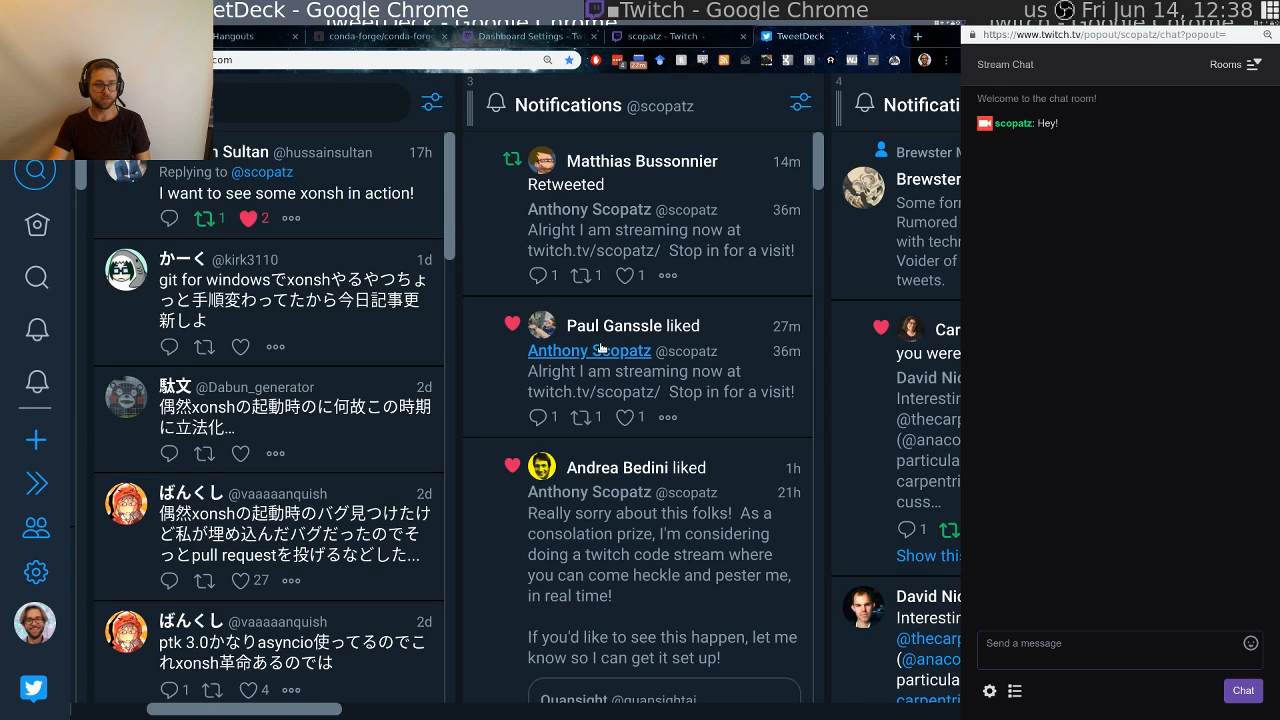 TweetDeck - Google Chrome
Twitch - Google Chrome
us
Fri Jun 14, 12:38
Hangouts
conda-forge/conda-forg
Dashboard Settings - Tw
scopatz - Twitch
TweetDeck
com
4
22m
3
Notifications @scopatz
4
Notificati
n Sultan @hussainsultan 17h
Replying to @scopatz
I want to see some xonsh in action!
1 2
かーく @kirk3110 1d
git for windowsでxonshやるやつちょ
っと手順変わってたから今日記事更
新しよ
駄文 @Dabun_generator 2d
偶然xonshの起動時のに何故この時期
に立法化...
ばんくし @vaaaaanquish 2d
偶然xonshの起動時のバグ見つけたけ
ど私が埋め込んだバグだったのでそ
っとpull requestを投げるなどした...
27
ばんくし @vaaaaanquish 2d
ptk 3.0かなりasyncio使ってるのでこ
れxonsh革命あるのでは
1 4
Matthias Bussonnier 14m
Retweeted
Anthony Scopatz @scopatz 36m
Alright I am streaming now at
twitch.tv/scopatz/ Stop in for a visit!
1 1 1
Paul Ganssle liked 27m
Anthony Scopatz @scopatz 36m
Alright I am streaming now at
twitch.tv/scopatz/ Stop in for a visit!
1 1 1
Andrea Bedini liked 1h
Anthony Scopatz @scopatz 21h
Really sorry about this folks! As a
consolation prize, I'm considering
doing a twitch code stream where
you can come heckle and pester me,
in real time!
If you'd like to see this happen, let me
know so I can get it set up!
Quansight @quansightai
Brewster M
Brewster
Some for
Rumored
with techn
Voider of
tweets.
Car
you were
David Nic
Interesting
@thecarp
(@anaco
particular
carpentri
cuss...
1
Show this
David Nic
Interesting
@thecarp
(@anaco
particular
carpentri
https://www.twitch.tv/popout/scopatz/chat?popout=
Stream Chat
Rooms
Welcome to the chat room!
scopatz: Hey!
Send a message
Chat